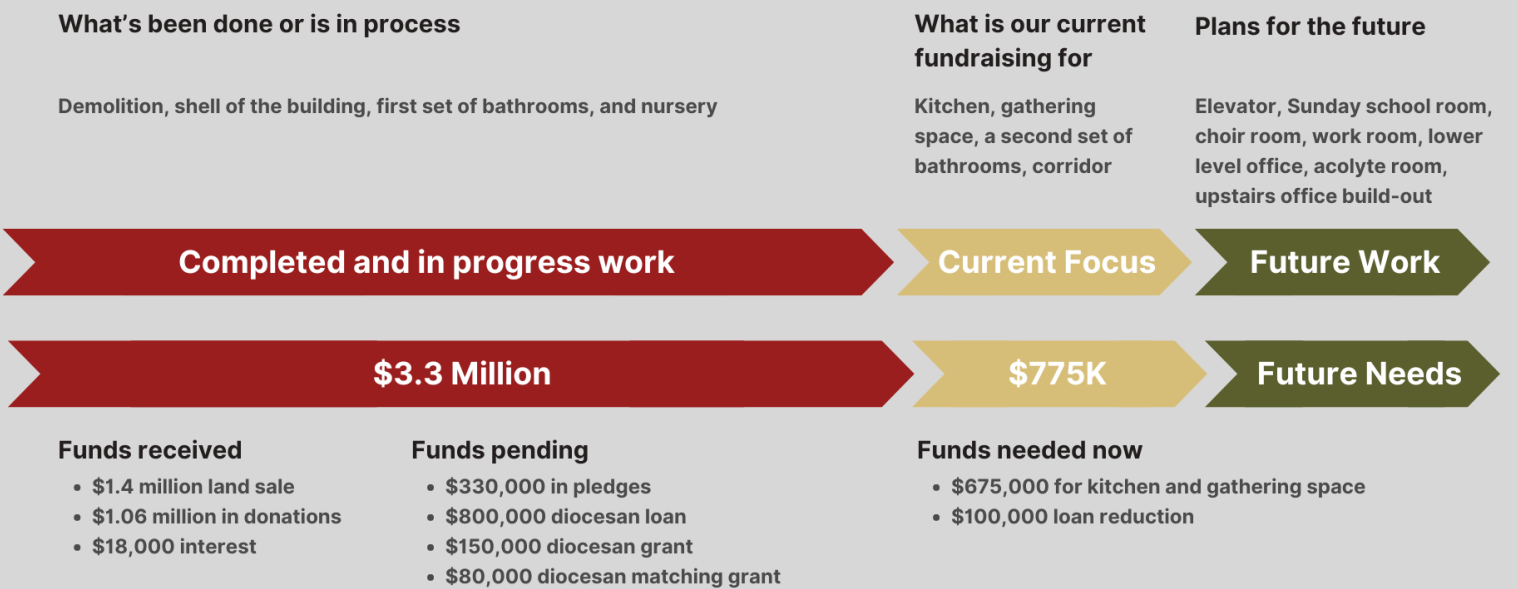 What’s been done or is in process
Demolition, shell of the building, first set of bathrooms, and nursery
What is our current
fundraising for
Kitchen, gathering
space, a second set of
bathrooms, corridor
Plans for the future
Elevator, Sunday school room,
choir room, work room, lower
level office, acolyte room,
upstairs office build-out
Completed and in progress work
Current Focus
Future Work
$3.3 Million
$775K
Future Needs
Funds received
• $1.4 million land sale
• $1.06 million in donations
• $18,000 interest
Funds pending
• $330,000 in pledges
• $800,000 diocesan loan
• $150,000 diocesan grant
• $80,000 diocesan matching grant
Funds needed now
• $675,000 for kitchen and gathering space
• $100,000 loan reduction